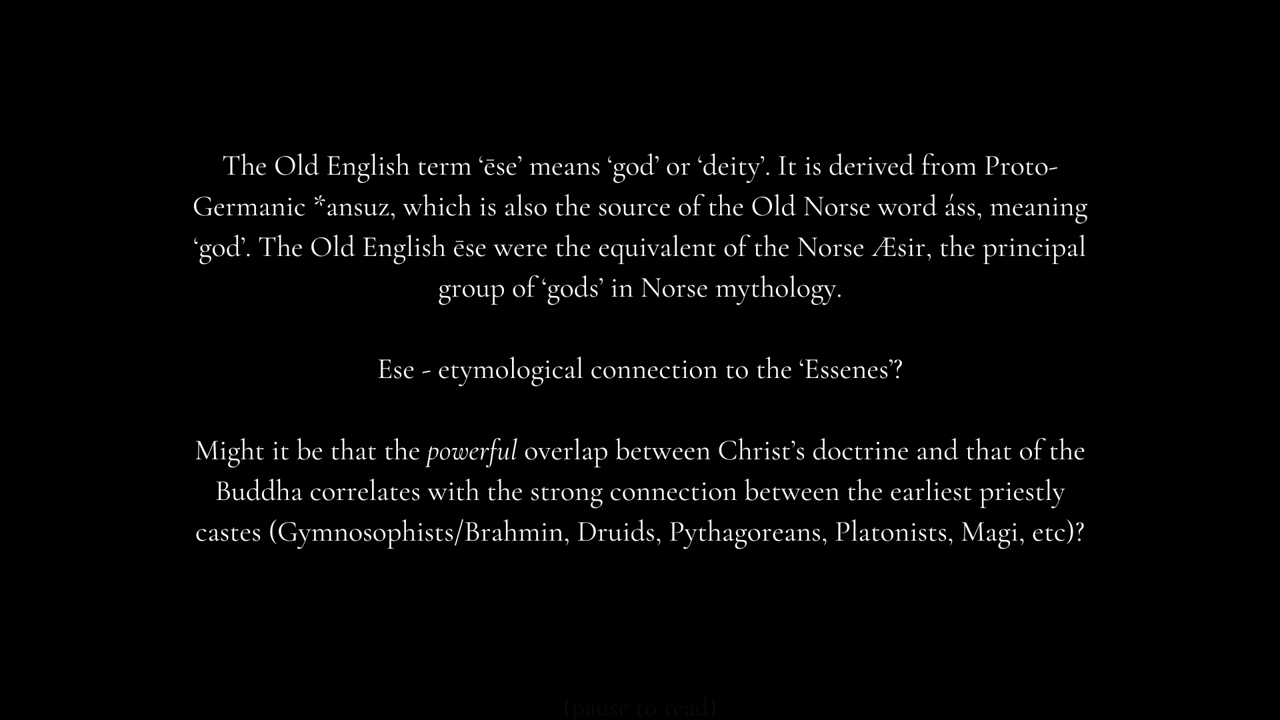 The Old English term ‘ēse’ means ‘god’ or ‘deity’. It is derived from Proto-
Germanic *ansuz, which is also the source of the Old Norse word áss, meaning
‘god’. The Old English ēse were the equivalent of the Norse Æsir, the principal
group of ‘gods’ in Norse mythology.
Ese - etymological connection to the ‘Essenes’?
Might it be that the powerful overlap between Christ’s doctrine and that of the
Buddha correlates with the strong connection between the earliest priestly
castes (Gymnosophists/Brahmin, Druids, Pythagoreans, Platonists, Magi, etc)?
(pause to read)